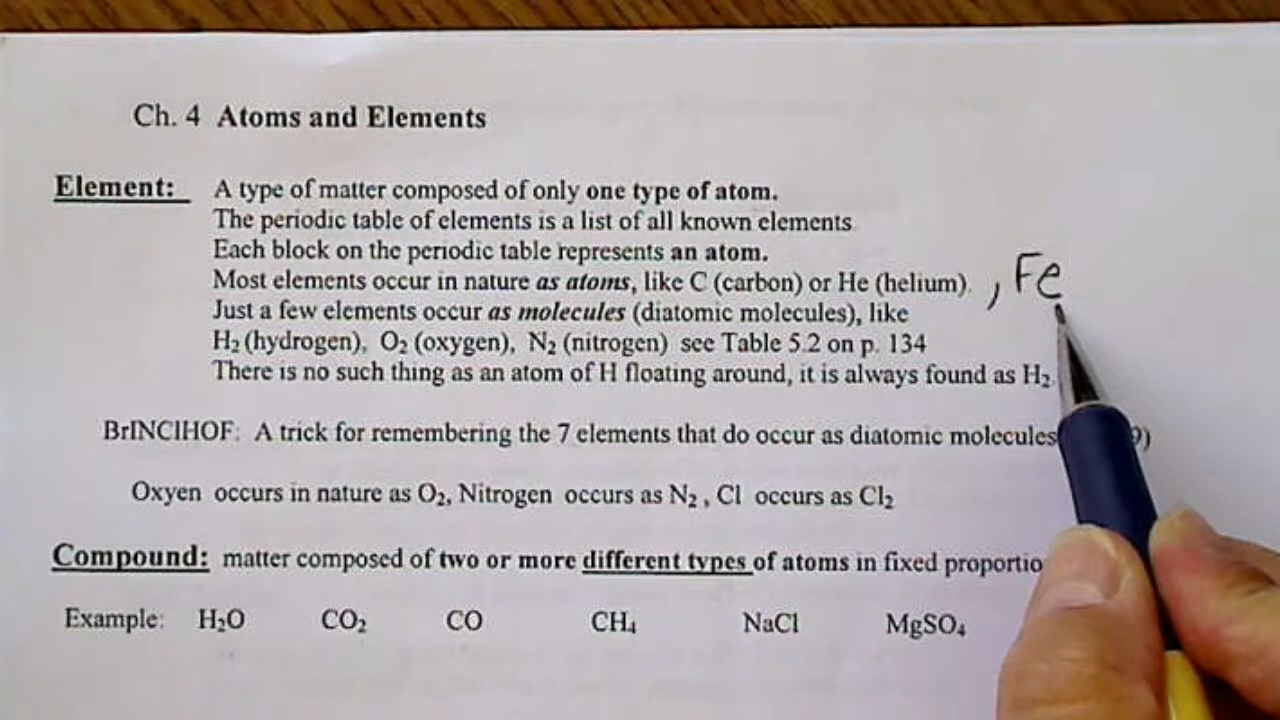 Ch. 4 Atoms and Elements
Element: A type of matter composed of only one type of atom.
The periodic table of elements is a list of all known elements
Each block on the periodic table represents an atom.
Most elements occur in nature as atoms, like C (carbon) or He (helium). , Fe
Just a few elements occur as molecules (diatomic molecules), like
H₂ (hydrogen), O₂ (oxygen), N₂ (nitrogen) see Table 5.2 on p. 134
There is no such thing as an atom of H floating around, it is always found as H₂.
BrINClHOF: A trick for remembering the 7 elements that do occur as diatomic molecules 9)
Oxyen occurs in nature as O₂, Nitrogen occurs as N₂ , Cl occurs as Cl₂
Compound: matter composed of two or more different types of atoms in fixed proportio
Example: H₂O CO₂ CO CH₄ NaCl MgSO₄